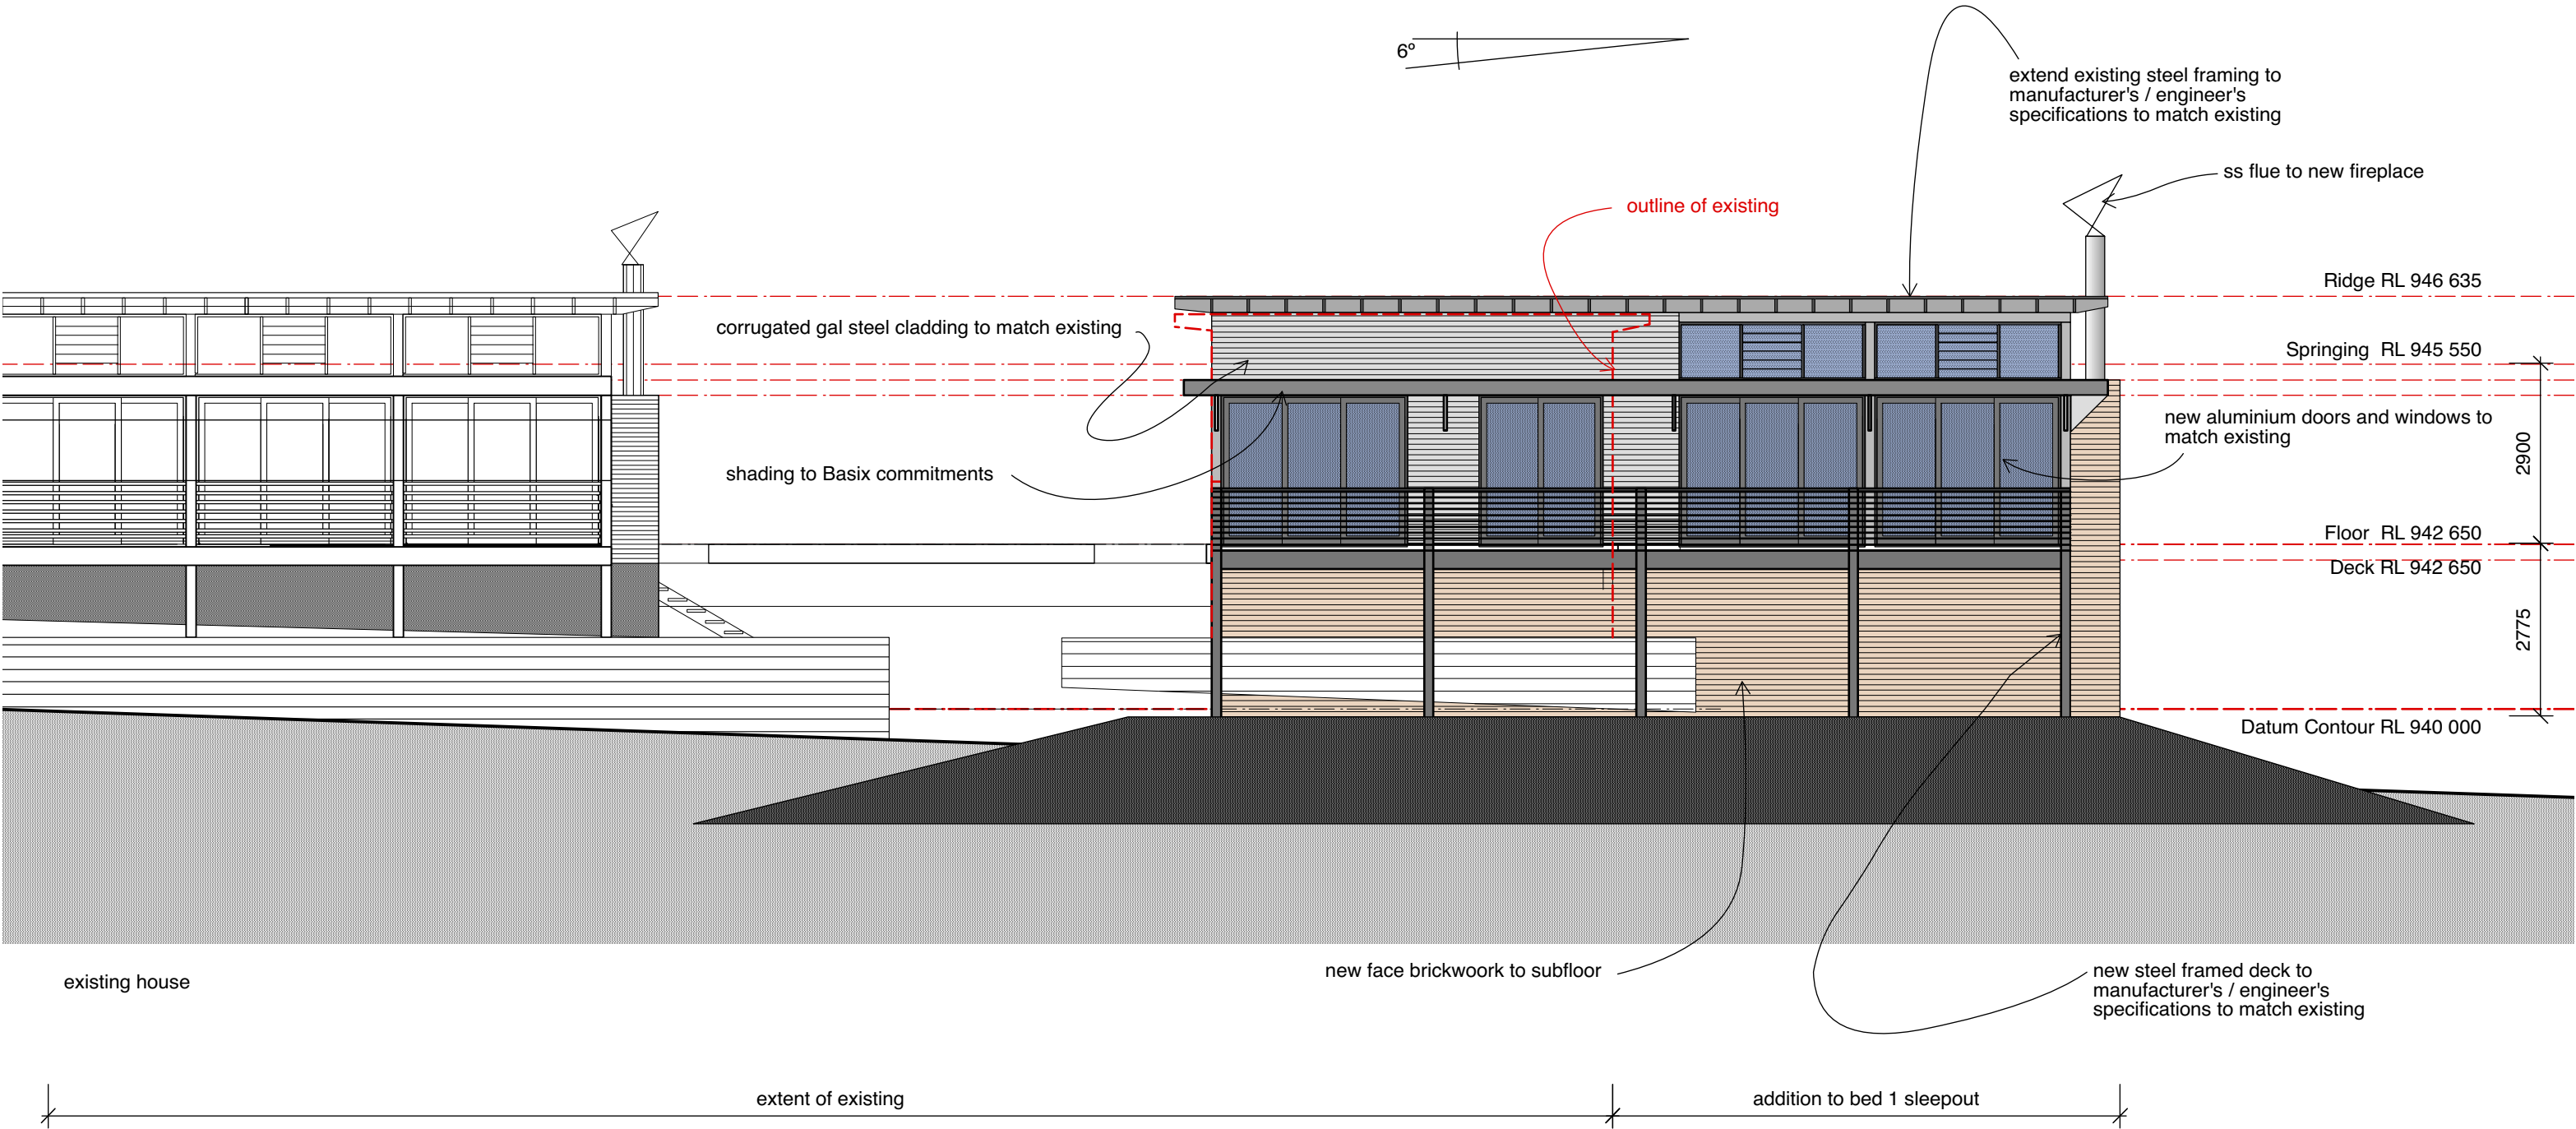 6º
extend existing steel framing to
manufacturer's / engineer's
specifications to match existing
ss flue to new fireplace
outline of existing
Ridge RL 946 635
corrugated gal steel cladding to match existing
Springing RL 945 550
new aluminium doors and windows to
match existing
2900
shading to Basix commitments
Floor RL 942 650
Deck RL 942 650
2775
Datum Contour RL 940 000
new face brickwoork to subfloor
new steel framed deck to
manufacturer's / engineer's
specifications to match existing
existing house
extent of existing
addition to bed 1 sleepout